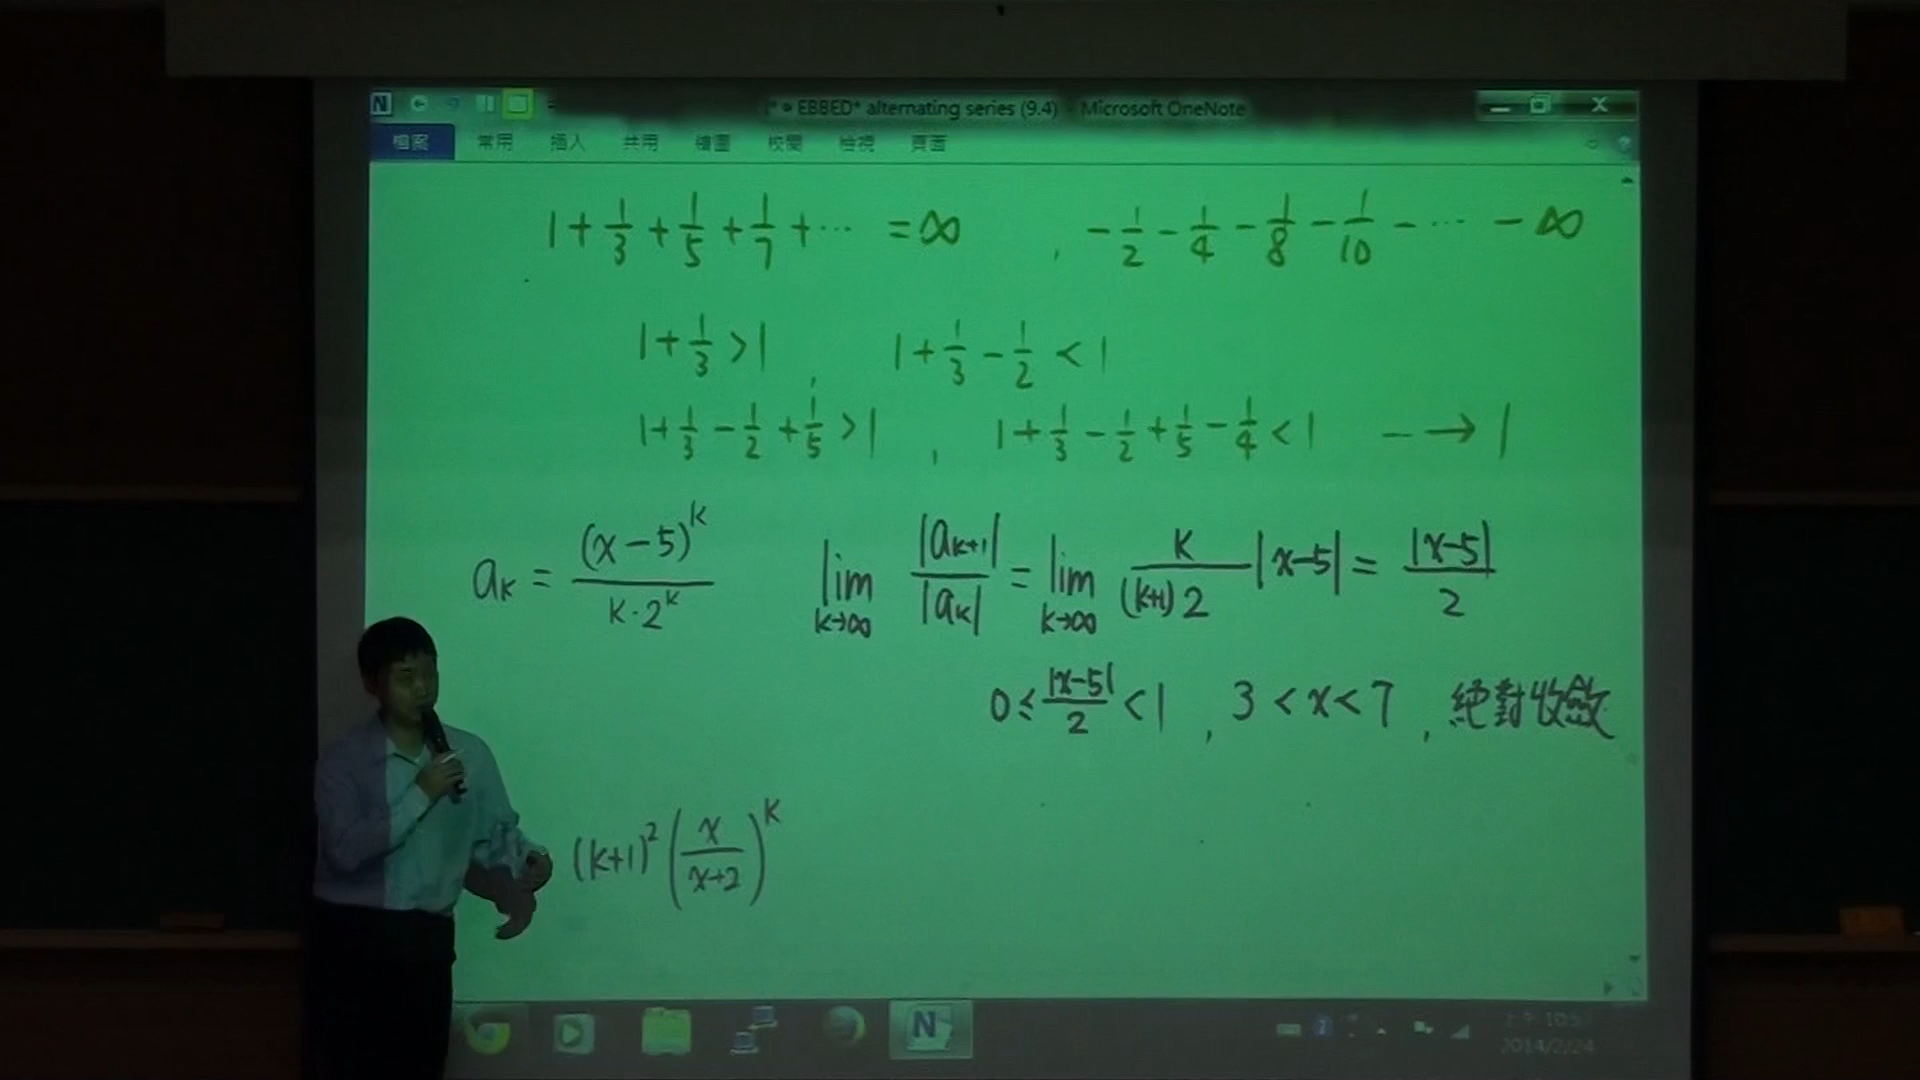 * EBBED* alternating series (9.4) - Microsoft OneNote
檔案 常用 插入 共用 繪圖 校閱 檢視 頁面
1 + 1/3 + 1/5 + 1/7 + ··· = ∞ , - 1/2 - 1/4 - 1/8 - 1/10 - ··· - ∞
1 + 1/3 > 1 , 1 + 1/3 - 1/2 < 1
1 + 1/3 - 1/2 + 1/5 > 1 , 1 + 1/3 - 1/2 + 1/5 - 1/4 < 1 — → 1
a_k = (x-5)^k / (k·2^k) lim_{k→∞} |a_{k+1}| / |a_k| = lim_{k→∞} k / ((k+1)2) |x-5| = |x-5| / 2
0 ≤ |x-5| / 2 < 1 , 3 < x < 7 , 絕對收斂
(k+1)^2 (x / (x+2))^k
2014/2/24